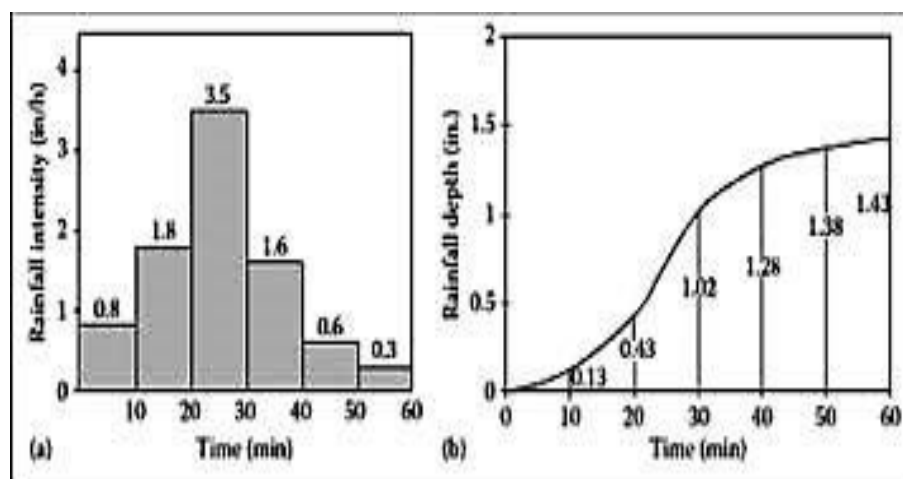 Rainfall intensity (in/h)
4
3
2
1
0
0.8
1.8
3.5
1.6
0.6
0.3
10 20 30 40 50 60
(a)
Time (min)
Rainfall depth (in.)
2
1.5
1
0.5
0
0.13
0.43
1.02
1.28
1.38
1.43
0 10 20 30 40 50 60
(b)
Time (min)